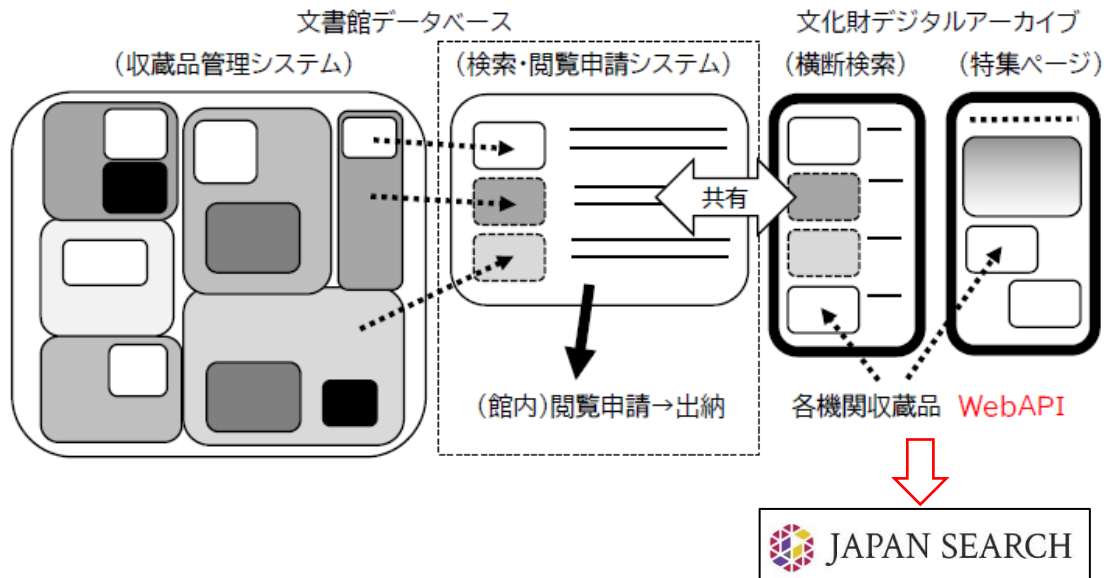 文書館データベース
文化財デジタルアーカイブ
（収蔵品管理システム）
（検索・閲覧申請システム）
（横断検索）
（特集ページ）
共有
（館内）閲覧申請→出納
各機関収蔵品 WebAPI
JAPAN SEARCH